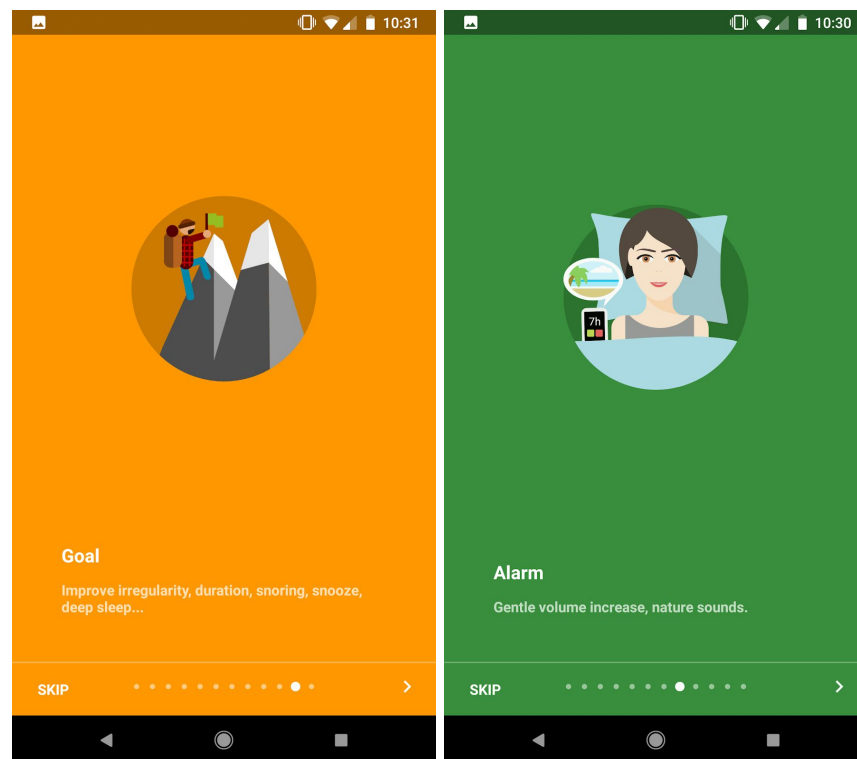 10:31
Goal
Improve irregularity, duration, snoring, snooze,
deep sleep...
SKIP
10:30
7h
Alarm
Gentle volume increase, nature sounds.
SKIP